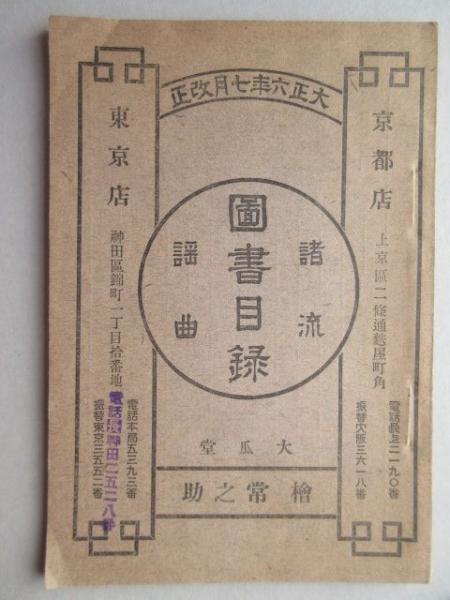 大正六年七月改正
京都店
上京區二條通麩屋町角
電話長上二一九〇番
振替大阪三六一八番
諸流
謠曲
圖書目録
大瓜堂
檜常之助
東京店
神田區錦町一丁目拾番地
電話本局五三九三番
電話長神田二五二八番
振替東京三五五二番